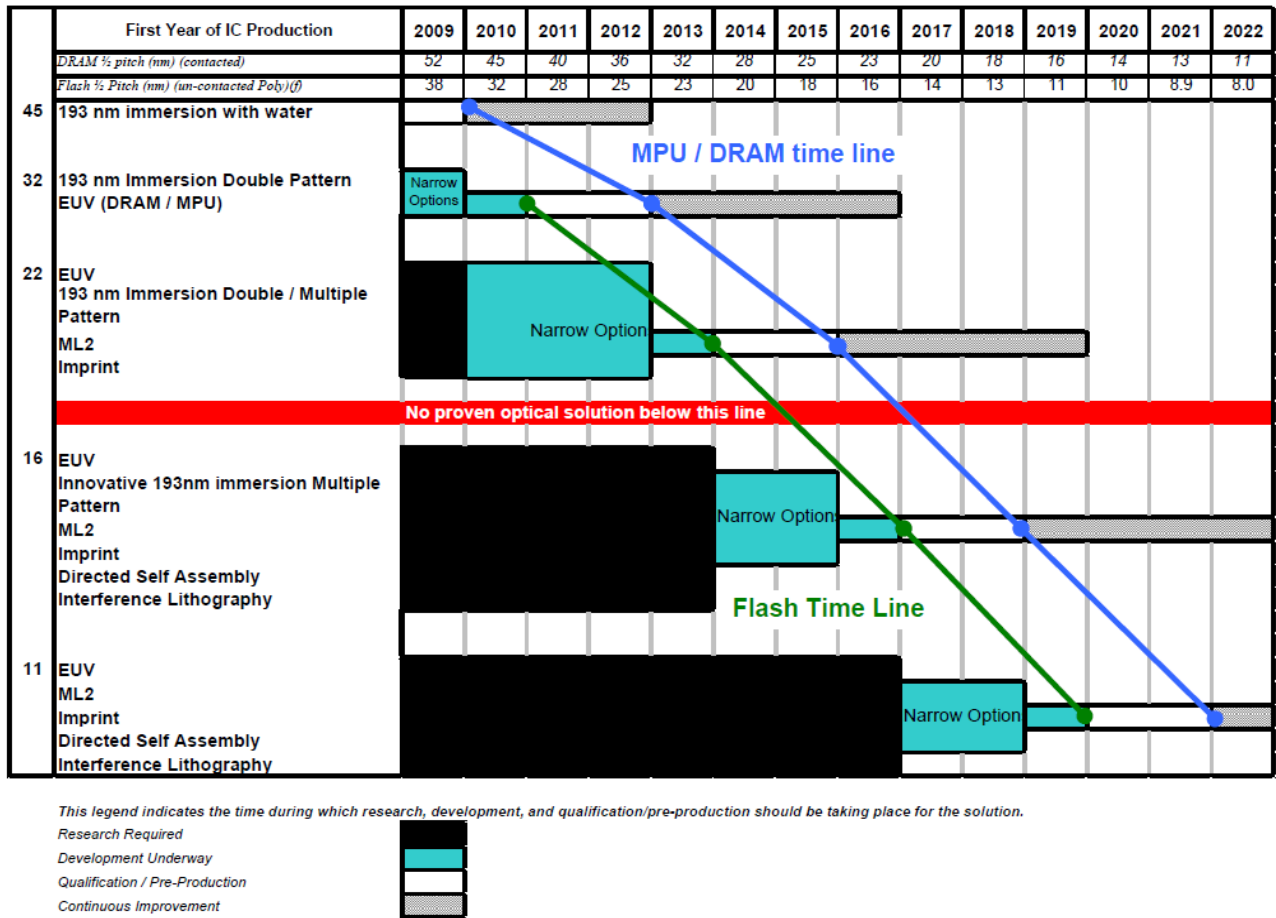 First Year of IC Production 2009 2010 2011 2012 2013 2014 2015 2016 2017 2018 2019 2020 2021 2022
DRAM ½ pitch (nm) (contacted) 52 45 40 36 32 28 25 23 20 18 16 14 13 11
Flash ½ Pitch (nm) (un-contacted Poly)(f) 38 32 28 25 23 20 18 16 14 13 11 10 8.9 8.0
45 193 nm immersion with water
MPU / DRAM time line
32 193 nm Immersion Double Pattern
EUV (DRAM / MPU)
Narrow
Options
22 EUV
193 nm Immersion Double / Multiple
Pattern
ML2
Imprint
Narrow Option
No proven optical solution below this line
16 EUV
Innovative 193nm immersion Multiple
Pattern
ML2
Imprint
Directed Self Assembly
Interference Lithography
Narrow Option
Flash Time Line
11 EUV
ML2
Imprint
Directed Self Assembly
Interference Lithography
Narrow Option
This legend indicates the time during which research, development, and qualification/pre-production should be taking place for the solution.
Research Required
Development Underway
Qualification / Pre-Production
Continuous Improvement